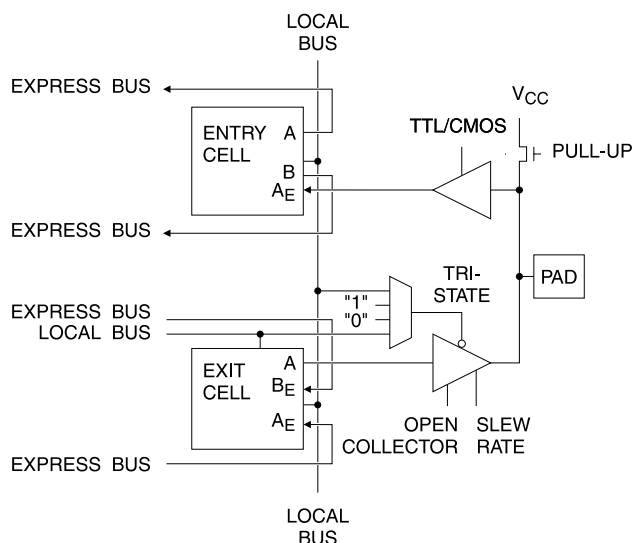 LOCAL
BUS
EXPRESS BUS
VCC
TTL/CMOS
ENTRY
CELL
A
PULL-UP
B
AE
EXPRESS BUS
TRI-
STATE
PAD
"1"
EXPRESS BUS
"0"
LOCAL BUS
EXIT
CELL
A
BE
AE
OPEN
COLLECTOR
SLEW
RATE
EXPRESS BUS
LOCAL
BUS